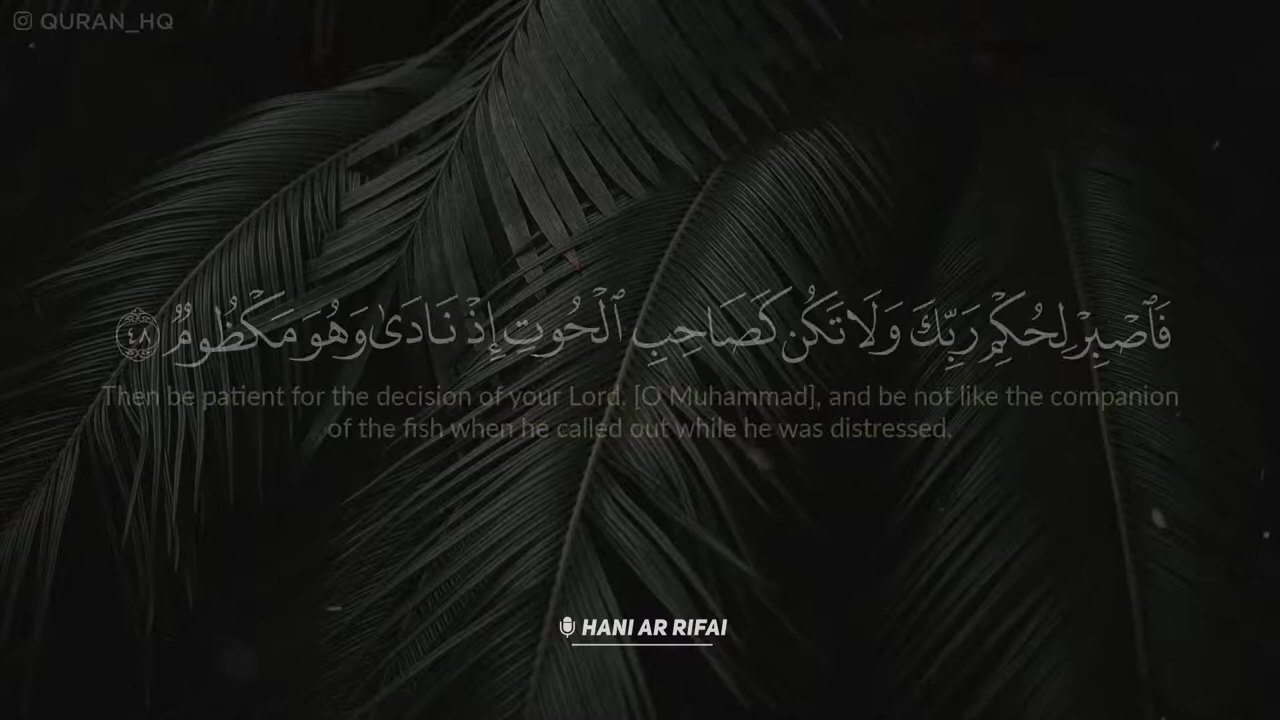 QURAN_HQ
فَٱصْبِرْ لِحُكْمِ رَبِّكَ وَلَا تَكُن كَصَاحِبِ ٱلْحُوتِ إِذْ نَادَىٰ وَهُوَ مَكْظُومٌ ٤٨
Then be patient for the decision of your Lord, [O Muhammad], and be not like the companion
of the fish when he called out while he was distressed.
HANI AR RIFAI